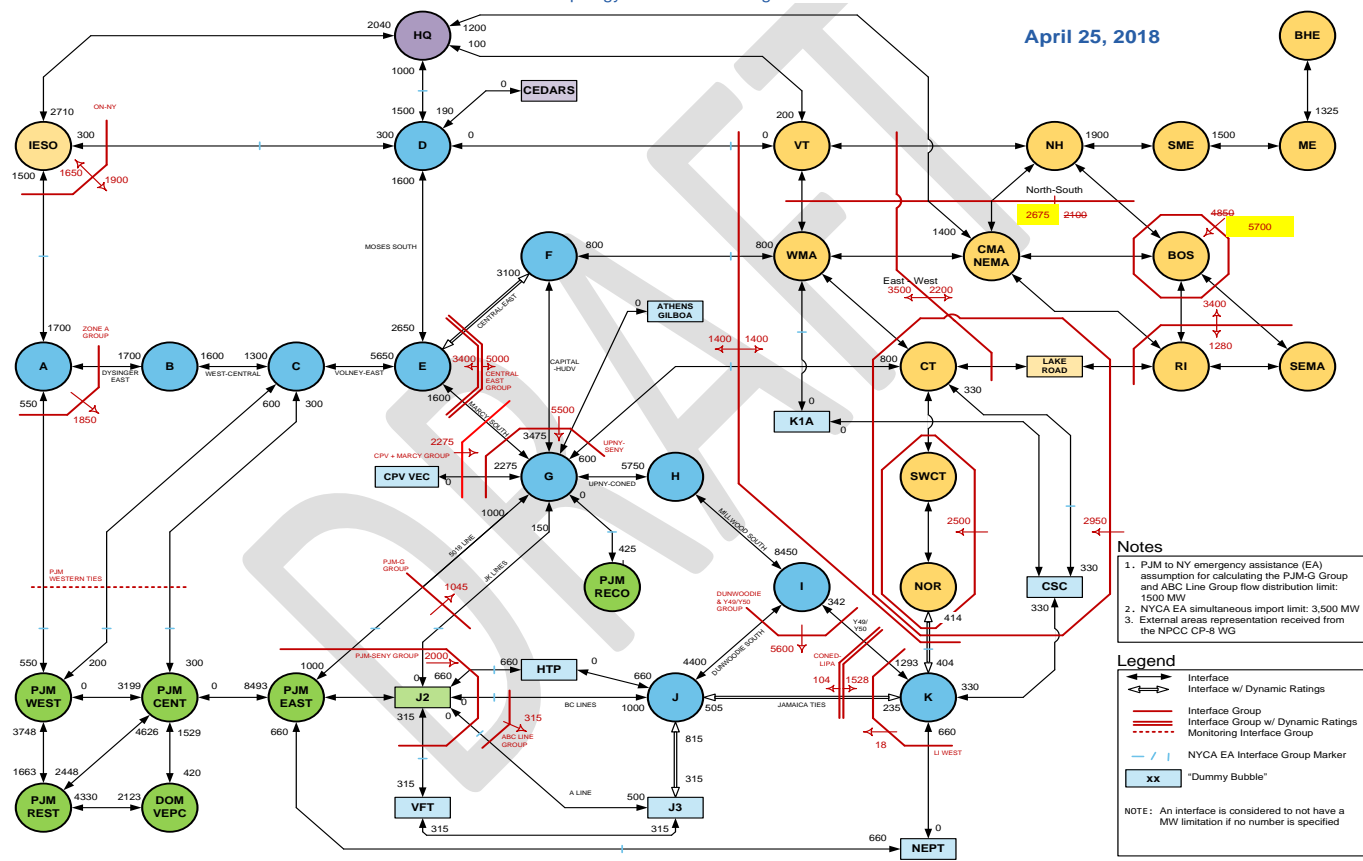 April 25, 2018
DRAFT
2040
HQ
1200
100
BHE
1000
0
CEDARS
1325
2710
ON-NY
1500
190
200
IESO
300
300
D
0
0
VT
NH
1900
SME
1500
ME
1500
1650
1900
1600
North-South
2675
2100
4850
5700
MOSES SOUTH
F
800
800
WMA
1400
CMA
NEMA
BOS
3100
CENTRAL-EAST
East - West
3500
2200
0
ATHENS
GILBOA
3400
1280
1700
ZONE A
GROUP
2650
A
1700
DYSINGER
EAST
B
1600
WEST-CENTRAL
1300
C
5650
VOLNEY-EAST
E
3400
5000
CENTRAL
EAST
GROUP
CAPITAL
-HUDV
1400
1400
800
CT
LAKE
ROAD
RI
SEMA
550
1850
600
300
1600
MARCY SOUTH
330
5500
K1A
0
0
2275
CPV + MARCY GROUP
3475
UPNY-
SENY
600
CPV VEC
0
2275
G
5750
UPNY-CONED
H
SWCT
1000
150
0
MILLWOOD SOUTH
2500
2950
5018 LINE
JK LINES
425
8450
PJM
WESTERN TIES
PJM-G
GROUP
1045
PJM
RECO
I
342
NOR
330
CSC
330
DUNWOODIE
& Y49/Y50
GROUP
Y49/
Y50
414
5600
DUNWOODIE SOUTH
CONED-
LIPA
550
200
300
1000
PJM-SENY GROUP
2000
0
660
660
HTP
0
660
4400
104
1528
1293
404
PJM
WEST
0
3199
PJM
CENT
0
8493
PJM
EAST
J2
0
0
BC LINES
1000
J
505
JAMAICA TIES
235
K
330
3748
4626
1529
660
315
0
315
ABC LINE
GROUP
815
18
660
LI WEST
1663
2448
420
315
A LINE
315
PJM
REST
4330
2123
DOM
VEPC
VFT
500
J3
315
315
0
660
NEPT
Notes
1. PJM to NY emergency assistance (EA)
assumption for calculating the PJM-G Group
and ABC Line Group flow distribution limit:
1500 MW
2. NYCA EA simultaneous import limit: 3,500 MW
3. External areas representation received from
the NPCC CP-8 WG
Legend
Interface
Interface w/ Dynamic Ratings
Interface Group
Interface Group w/ Dynamic Ratings
Monitoring Interface Group
NYCA EA Interface Group Marker
xx
"Dummy Bubble"
NOTE: An interface is considered to not have a
MW limitation if no number is specified